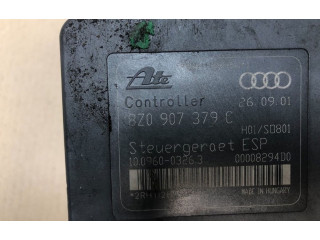 Ate
Controller 26.09.01
8Z0 907 379 C
H01/S0801
Steuergeraet ESP
10.0960-0326.3 00008294D0
MADE IN HUNGARY